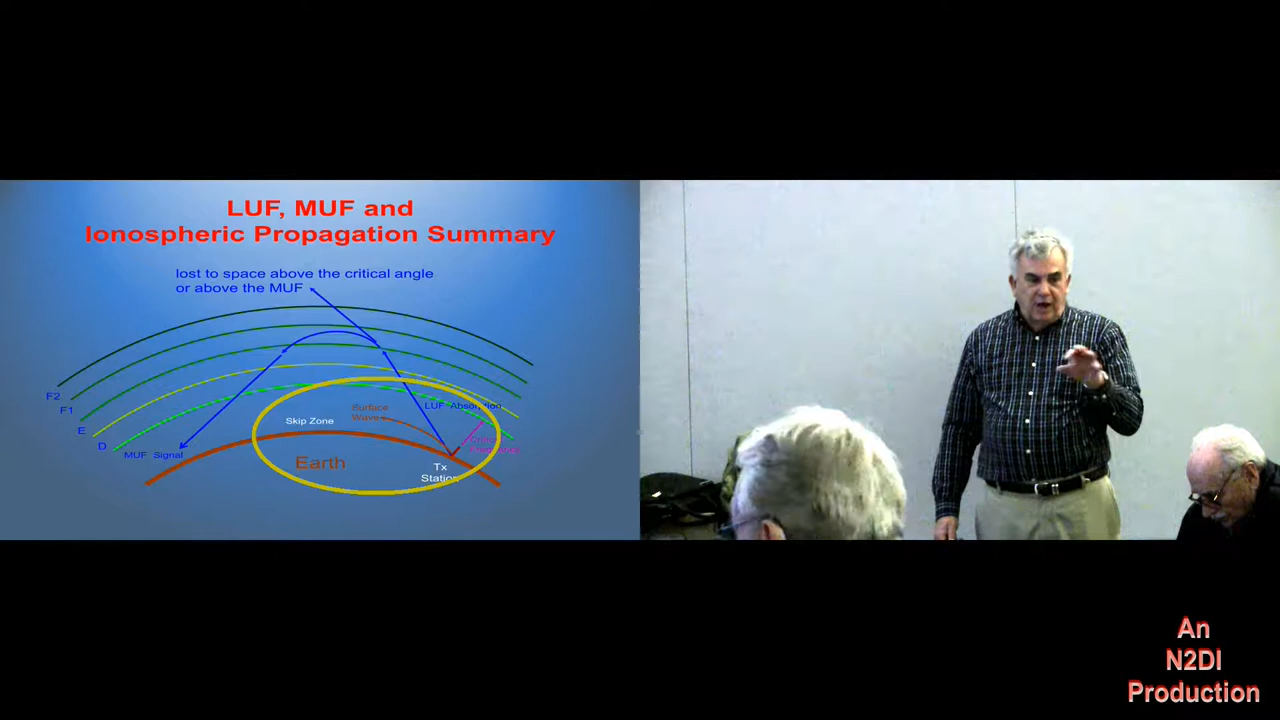 LUF, MUF and
Ionospheric Propagation Summary
lost to space above the critical angle
or above the MUF
F2
F1
E
D
MUF Signal
Skip Zone
Surface
Wave
LUF Absorption
Earth
Tx
Station
An
N2DI
Production